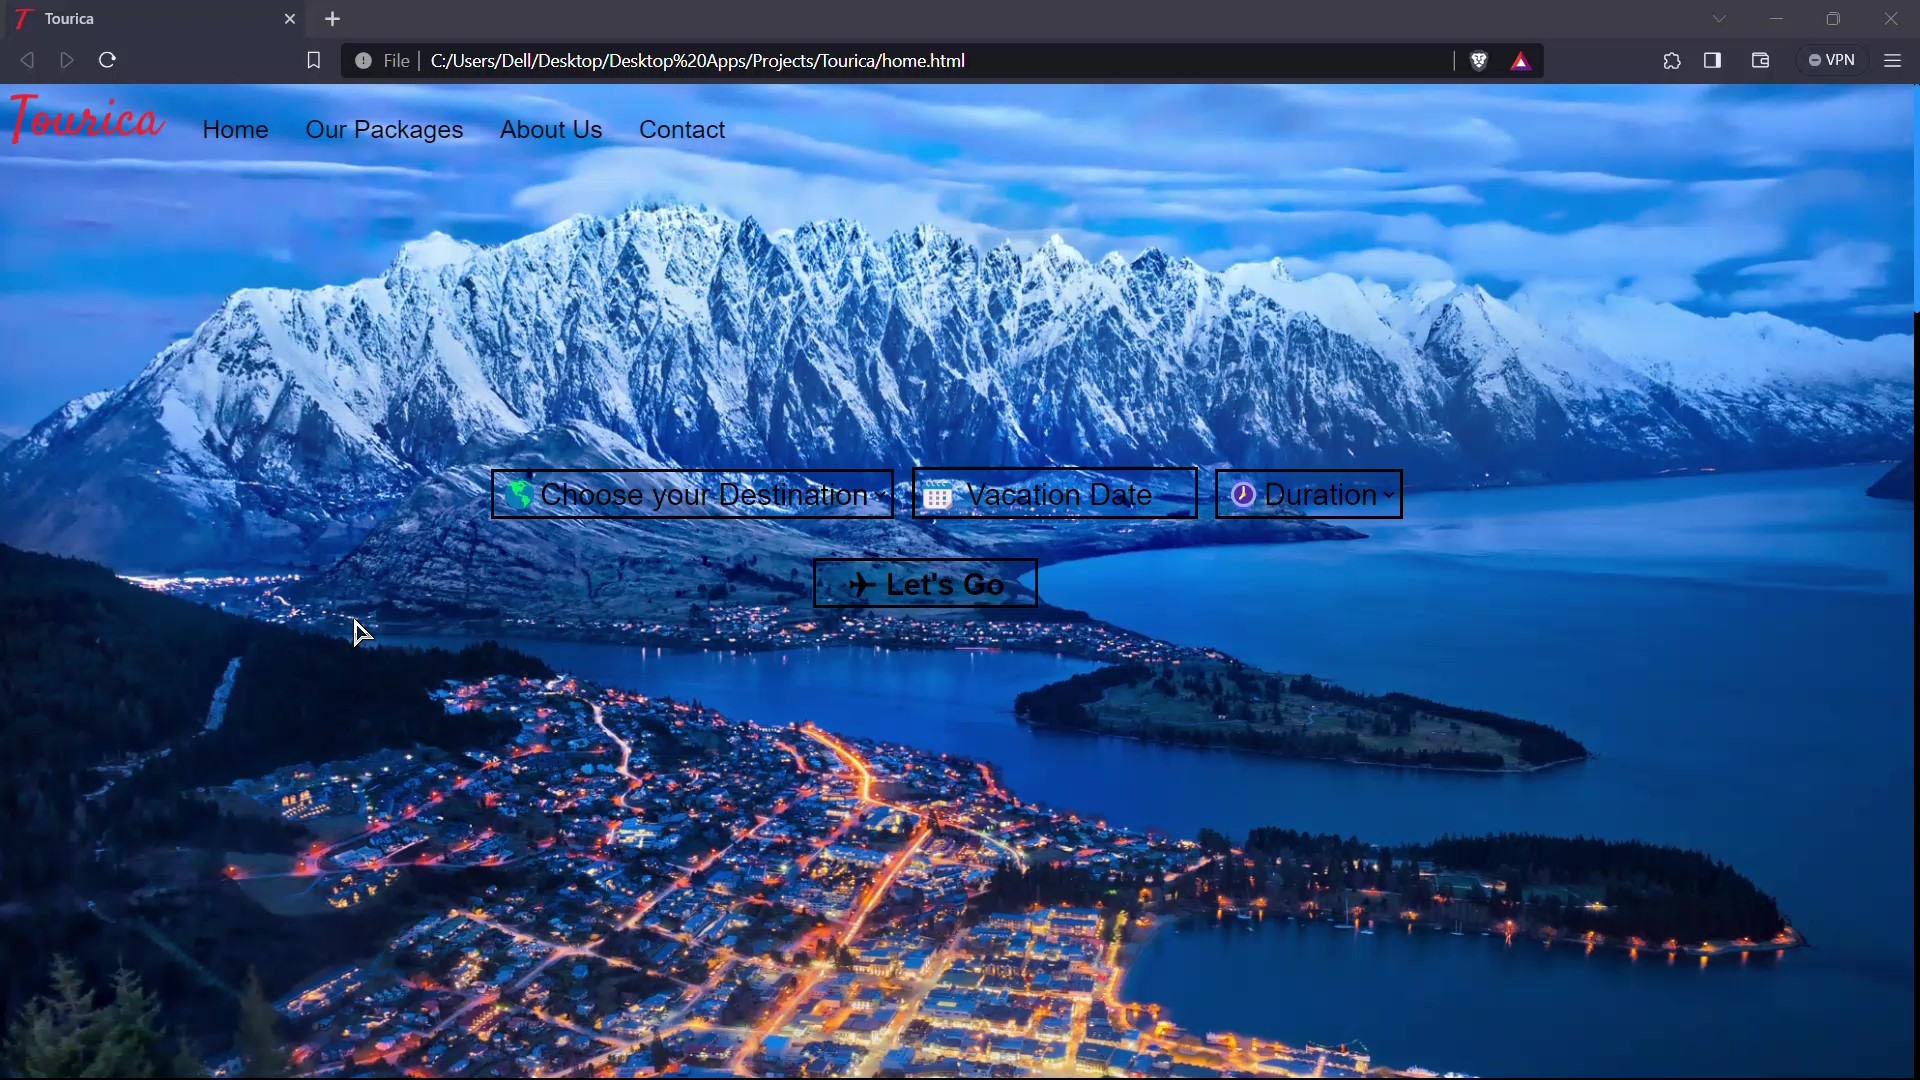 Tourica
File C:/Users/Dell/Desktop/Desktop%20Apps/Projects/Tourica/home.html
VPN
Tourica Home Our Packages About Us Contact
Choose your Destination Vacation Date Duration
Let's Go